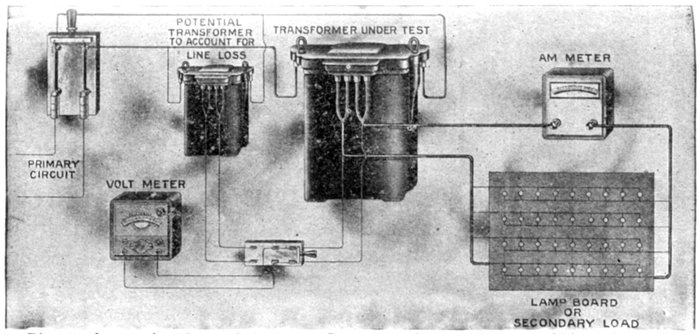 POTENTIAL
TRANSFORMER
TO ACCOUNT FOR
LINE LOSS
TRANSFORMER UNDER TEST
AM METER
PRIMARY
CIRCUIT
VOLT METER
LAMP BOARD
OR
SECONDARY LOAD